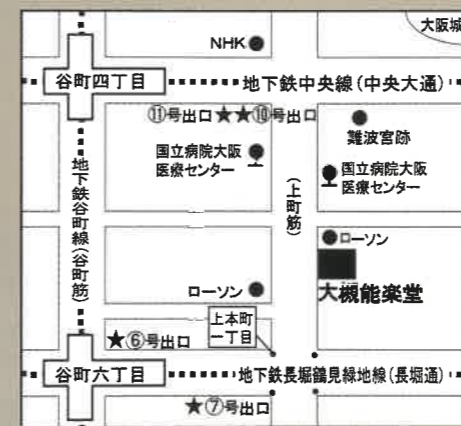 大阪城
NHK
谷町四丁目
地下鉄中央線(中央大通)
⑪号出口★★⑩号出口
難波宮跡
国立病院大阪
医療センター
国立病院大阪
医療センター
地下鉄谷町線(谷町筋)
(上町筋)
ローソン
大槻能楽堂
ローソン
上本町
一丁目
★⑥号出口
谷町六丁目
地下鉄長堀鶴見線地線(長堀通)
★⑦号出口